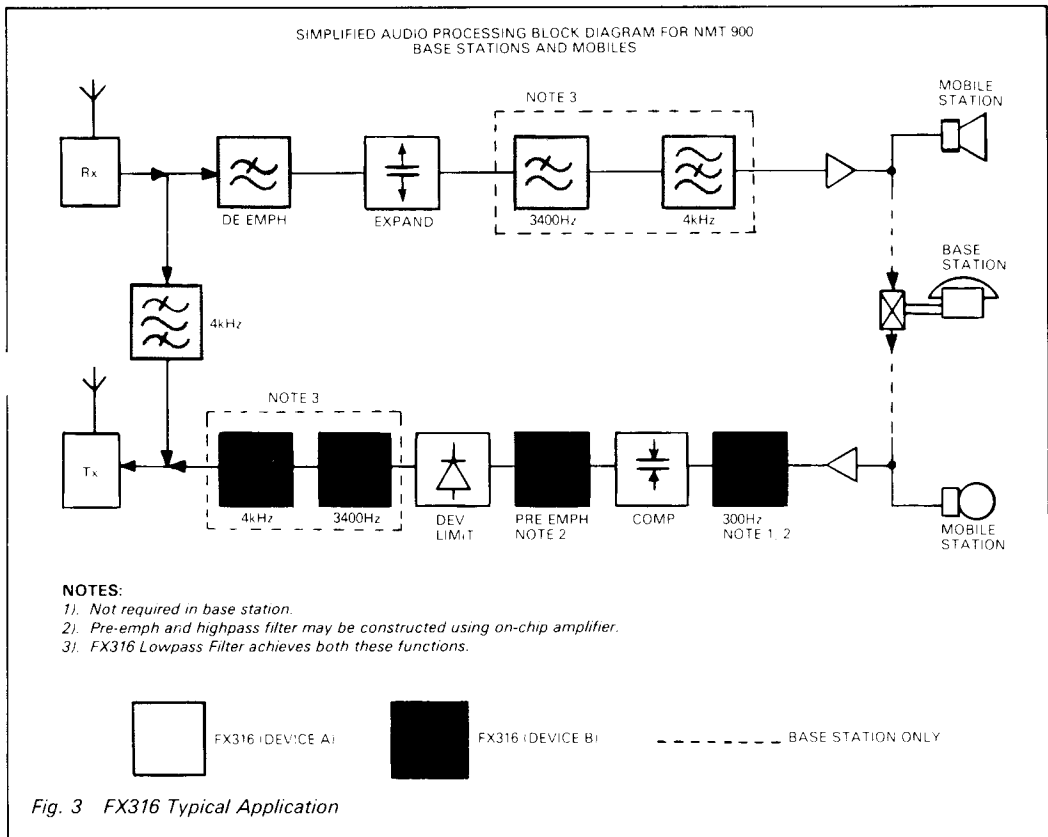 SIMPLIFIED AUDIO PROCESSING BLOCK DIAGRAM FOR NMT 900
BASE STATIONS AND MOBILES
MOBILE
STATION
NOTE 3
Rx
DE EMPH
EXPAND
3400Hz
4kHz
BASE
STATION
4kHz
NOTE 3
Tx
4kHz
3400Hz
DEV
LIMIT
PRE EMPH
NOTE 2
COMP
300Hz
NOTE 1, 2
MOBILE
STATION
NOTES:
1). Not required in base station.
2). Pre-emph and highpass filter may be constructed using on-chip amplifier.
3). FX316 Lowpass Filter achieves both these functions.
FX316 (DEVICE A)
FX316 (DEVICE B)
BASE STATION ONLY
Fig. 3 FX316 Typical Application